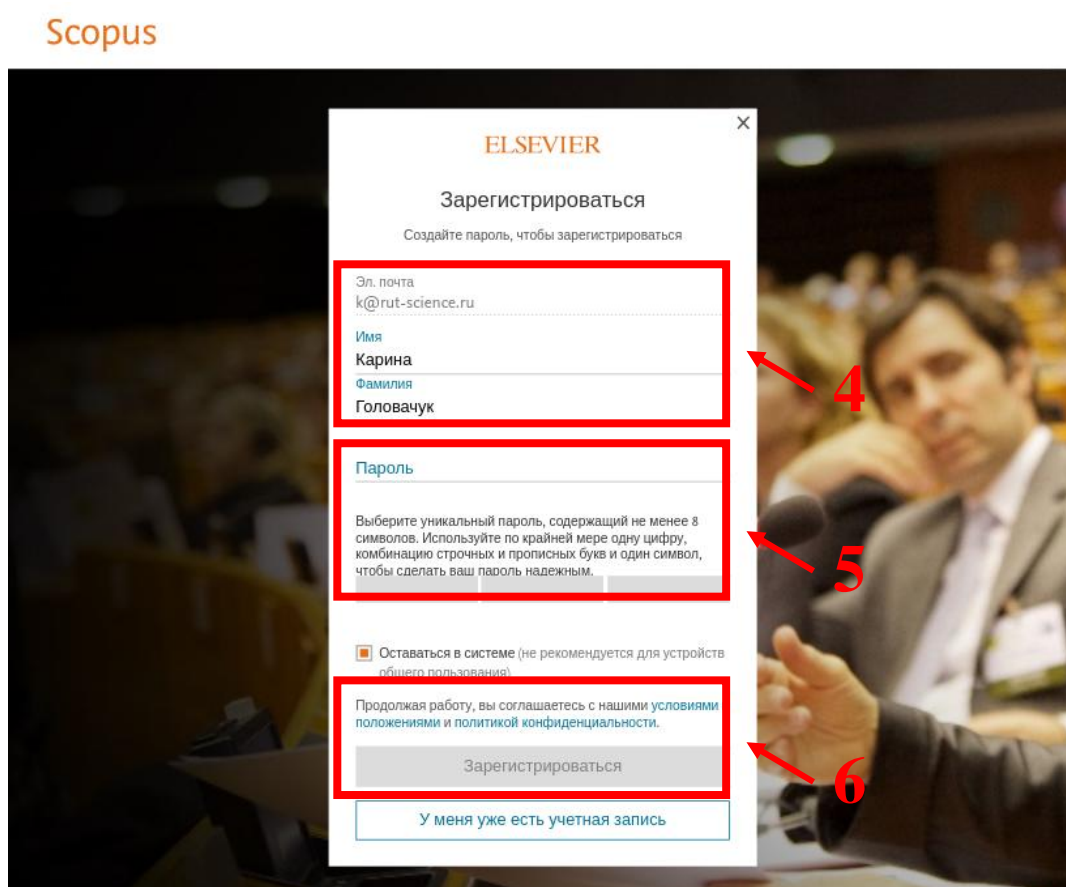 Scopus
ELSEVIER
Зарегистрироваться
Создайте пароль, чтобы зарегистрироваться
Эл. почта
k@rut-science.ru
Имя
Карина
Фамилия
Головачук
4
Пароль
Выберите уникальный пароль, содержащий не менее 8
символов. Используйте по крайней мере одну цифру,
комбинацию строчных и прописных букв и один символ,
чтобы сделать ваш пароль надежным.
5
Оставаться в системе (не рекомендуется для устройств
общего пользования)
Продолжая работу, вы соглашаетесь с нашими условиями
положениями и политикой конфиденциальности.
Зарегистрироваться
6
У меня уже есть учетная запись